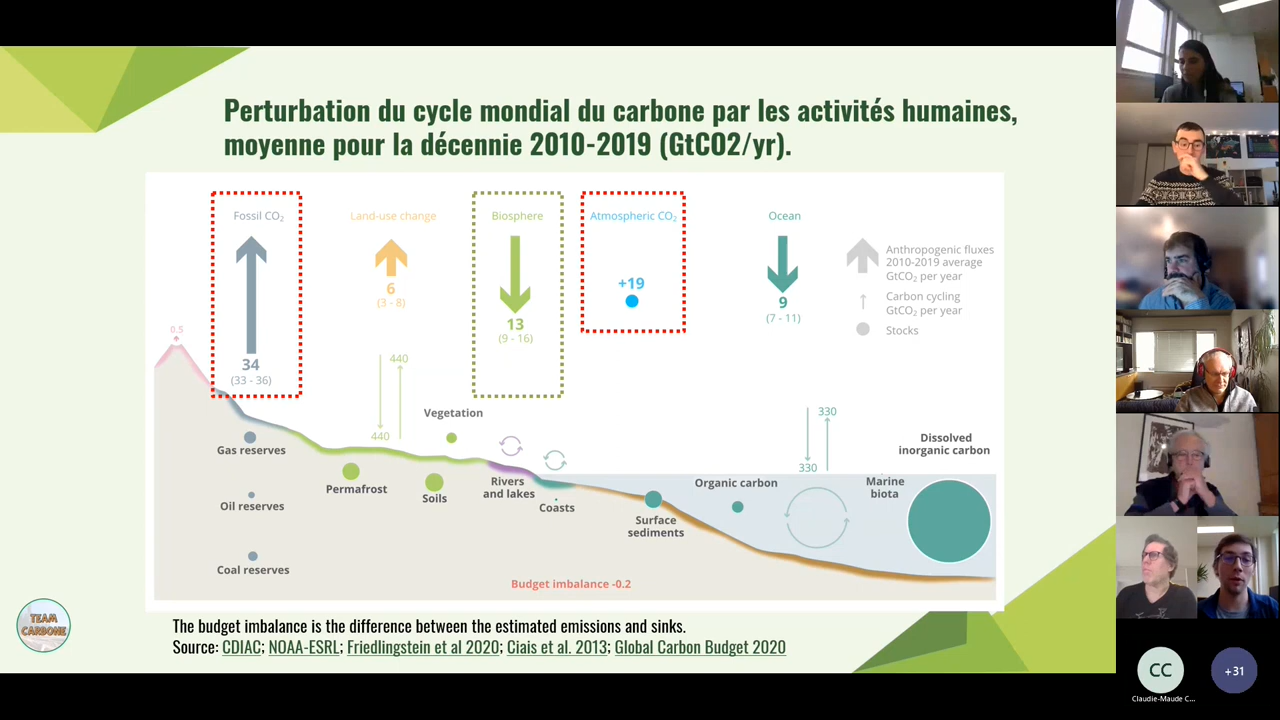 Perturbation du cycle mondial du carbone par les activités humaines,
moyenne pour la décennie 2010-2019 (GtCO2/yr).
Fossil CO₂
Land-use change
Biosphere
Atmospheric CO₂
Ocean
Anthropogenic fluxes
2010-2019 average
GtCO₂ per year
Carbon cycling
GtCO₂ per year
Stocks
+19
6
(3 - 8)
9
(7 - 11)
13
(9 - 16)
0.5
34
(33 - 36)
440
440
330
330
Vegetation
Gas reserves
Permafrost
Soils
Rivers
and lakes
Coasts
Oil reserves
Coal reserves
Surface
sediments
Organic carbon
Marine
biota
Dissolved
inorganic carbon
Budget imbalance -0.2
TEAM
CARBONE
The budget imbalance is the difference between the estimated emissions and sinks.
Source: CDIAC; NOAA-ESRL; Friedlingstein et al 2020; Ciais et al. 2013; Global Carbon Budget 2020
CC
Claudie-Maude C...
+31